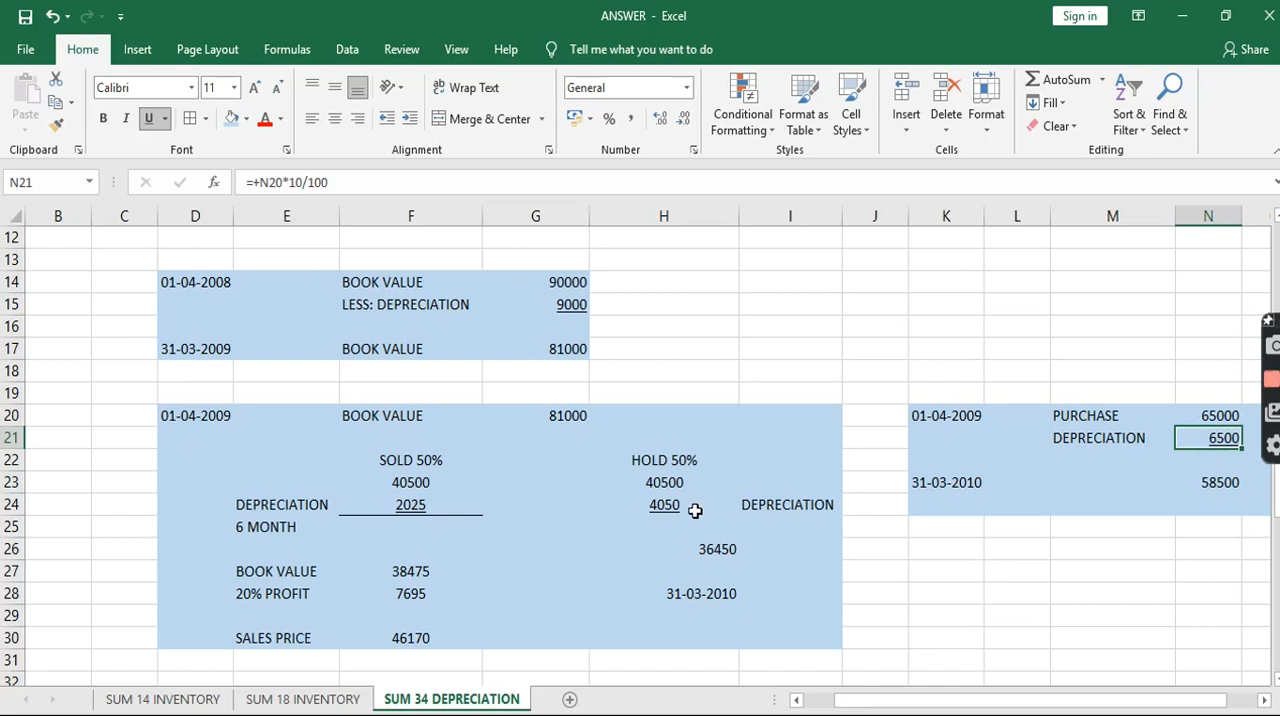 ANSWER - Excel
Sign in
File Home Insert Page Layout Formulas Data Review View Help Tell me what you want to do Share
Paste
Clipboard
Calibri 11
B I U
Font
Wrap Text
Merge & Center
Alignment
General
Number
Conditional Formatting
Format as Table
Cell Styles
Styles
Insert Delete Format
Cells
AutoSum
Fill
Clear
Sort & Filter
Find & Select
Editing
N21 fx =+N20*10/100
B C D E F G H I J K L M N
12
13
14 01-04-2008 BOOK VALUE 90000
15 LESS: DEPRECIATION 9000
16
17 31-03-2009 BOOK VALUE 81000
18
19
20 01-04-2009 BOOK VALUE 81000 01-04-2009 PURCHASE 65000
21 DEPRECIATION 6500
22 SOLD 50% HOLD 50%
23 40500 40500 31-03-2010 58500
24 DEPRECIATION 2025 4050 DEPRECIATION
25 6 MONTH
26 36450
27 BOOK VALUE 38475
28 20% PROFIT 7695 31-03-2010
29
30 SALES PRICE 46170
31
32
SUM 14 INVENTORY SUM 18 INVENTORY SUM 34 DEPRECIATION